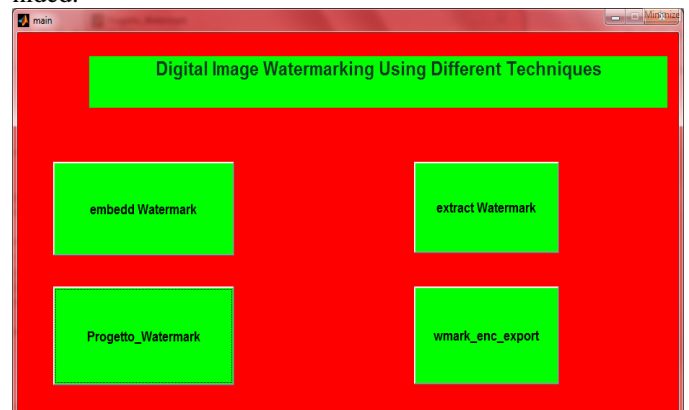 main
Minimize
Digital Image Watermarking Using Different Techniques
embedd Watermark
extract Watermark
Progetto_Watermark
wmark_enc_export